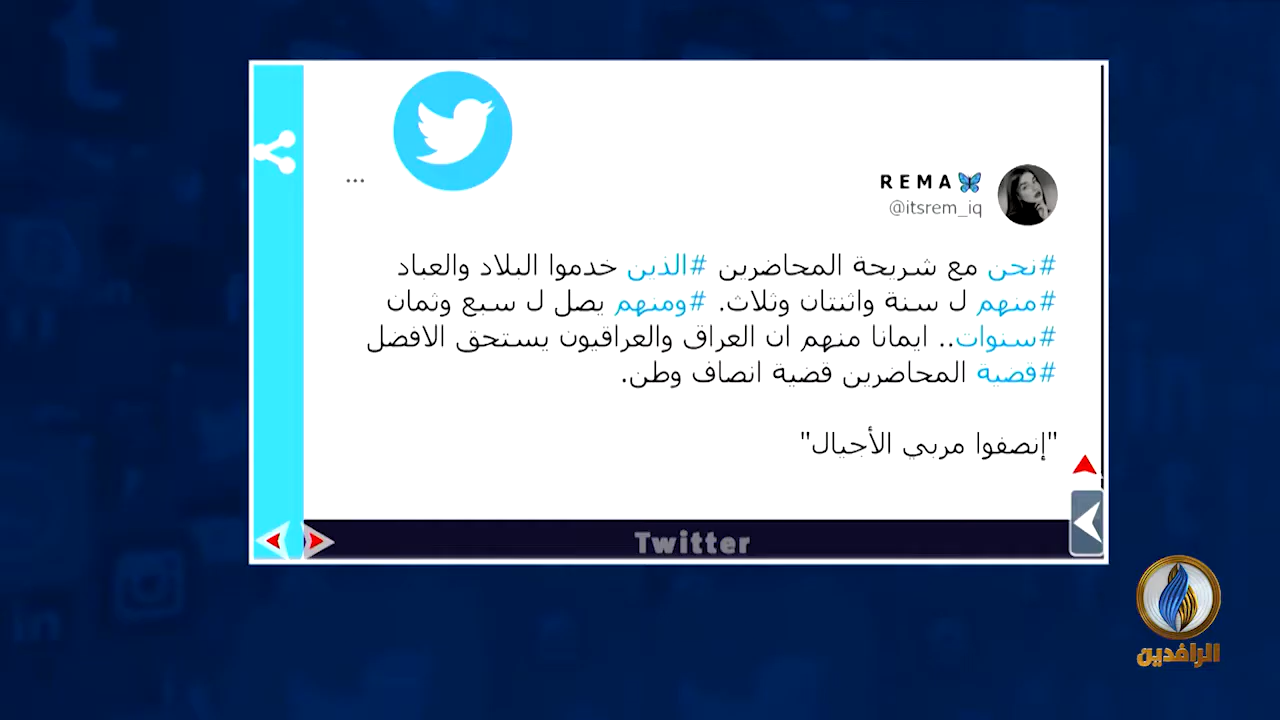 REMA
@itsrem_iq
...
#نحن مع شريحة المحاضرين #الذين خدموا البلاد والعباد
#منهم ل سنة واثنتان وثلاث. #ومنهم يصل ل سبع وثمان
#سنوات.. ايمانا منهم ان العراق والعراقيون يستحق الافضل
#قضية المحاضرين قضية انصاف وطن.
"إنصفوا مربي الأجيال"
Twitter
الرافدين